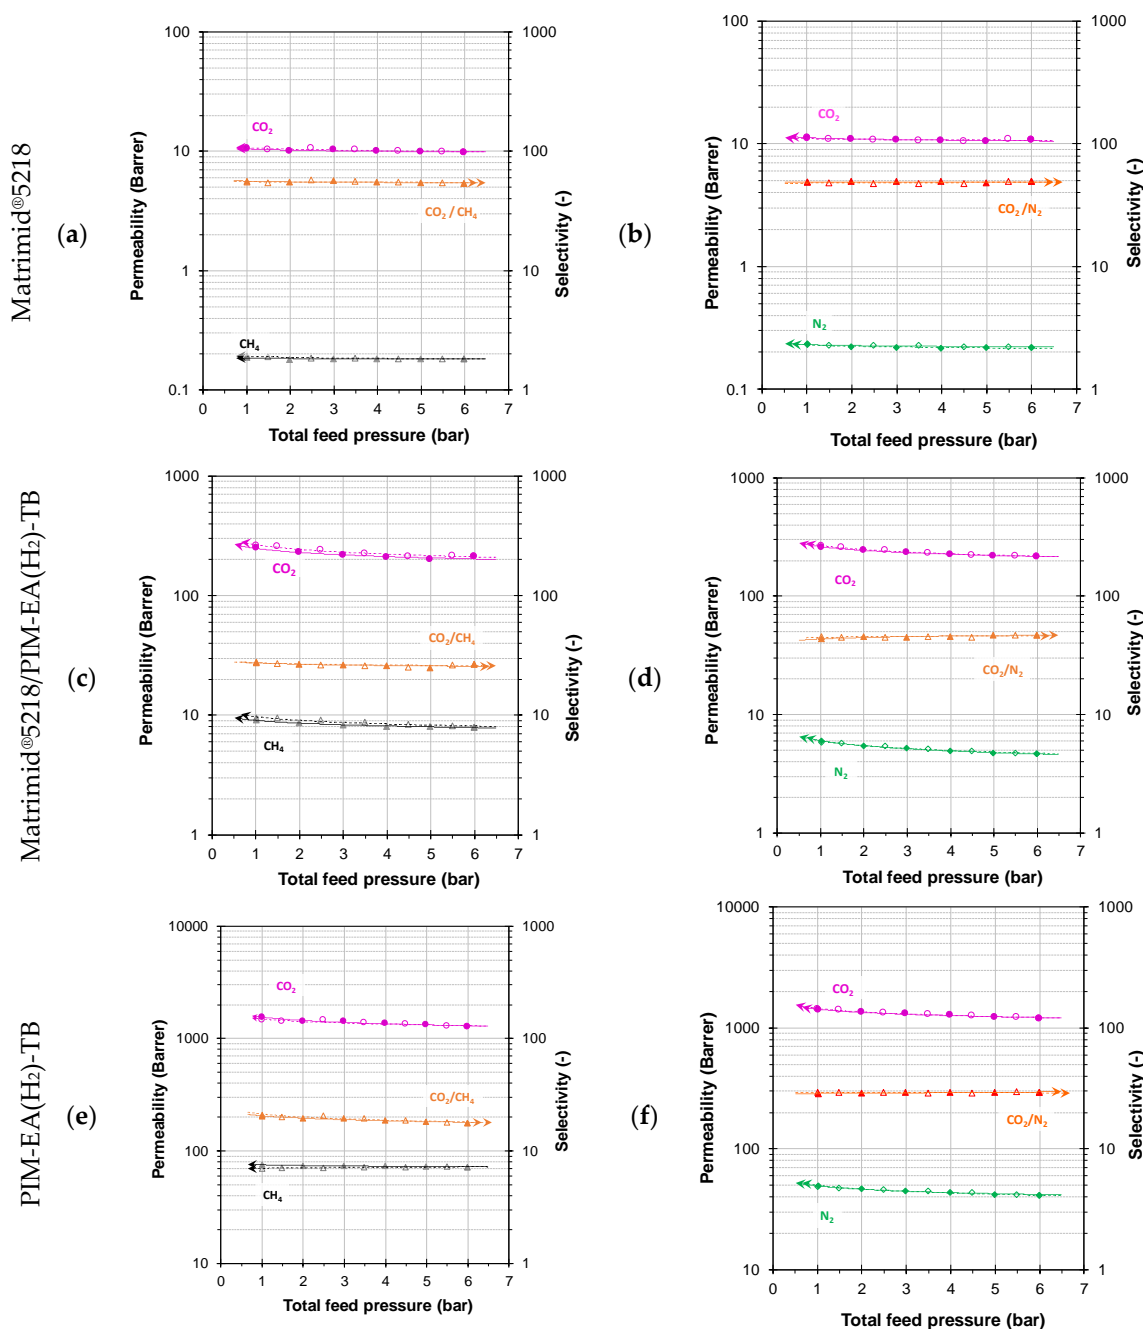 Matrimid®5218
(a)
Permeability (Barrer)
100
10
1
0.1
CO2
CO2 / CH4
CH4
1000
100
10
1
Selectivity (-)
0 1 2 3 4 5 6 7
Total feed pressure (bar)
(b)
Permeability (Barrer)
100
10
1
0.1
CO2
CO2/N2
N2
1000
100
10
1
Selectivity (-)
0 1 2 3 4 5 6 7
Total feed pressure (bar)
Matrimid®5218/PIM-EA(H2)-TB
(c)
Permeability (Barrer)
1000
100
10
1
CO2
CO2/CH4
CH4
1000
100
10
1
Selectivity (-)
0 1 2 3 4 5 6 7
Total feed pressure (bar)
(d)
Permeability (Barrer)
1000
100
10
1
CO2
CO2/N2
N2
1000
100
10
1
Selectivity (-)
0 1 2 3 4 5 6 7
Total feed pressure (bar)
PIM-EA(H2)-TB
(e)
Permeability (Barrer)
10000
1000
100
10
CO2
CO2/CH4
CH4
1000
100
10
1
Selectivity (-)
0 1 2 3 4 5 6 7
Total feed pressure (bar)
(f)
Permeability (Barrer)
10000
1000
100
10
CO2
CO2/N2
N2
1000
100
10
1
Selectivity (-)
0 1 2 3 4 5 6 7
Total feed pressure (bar)